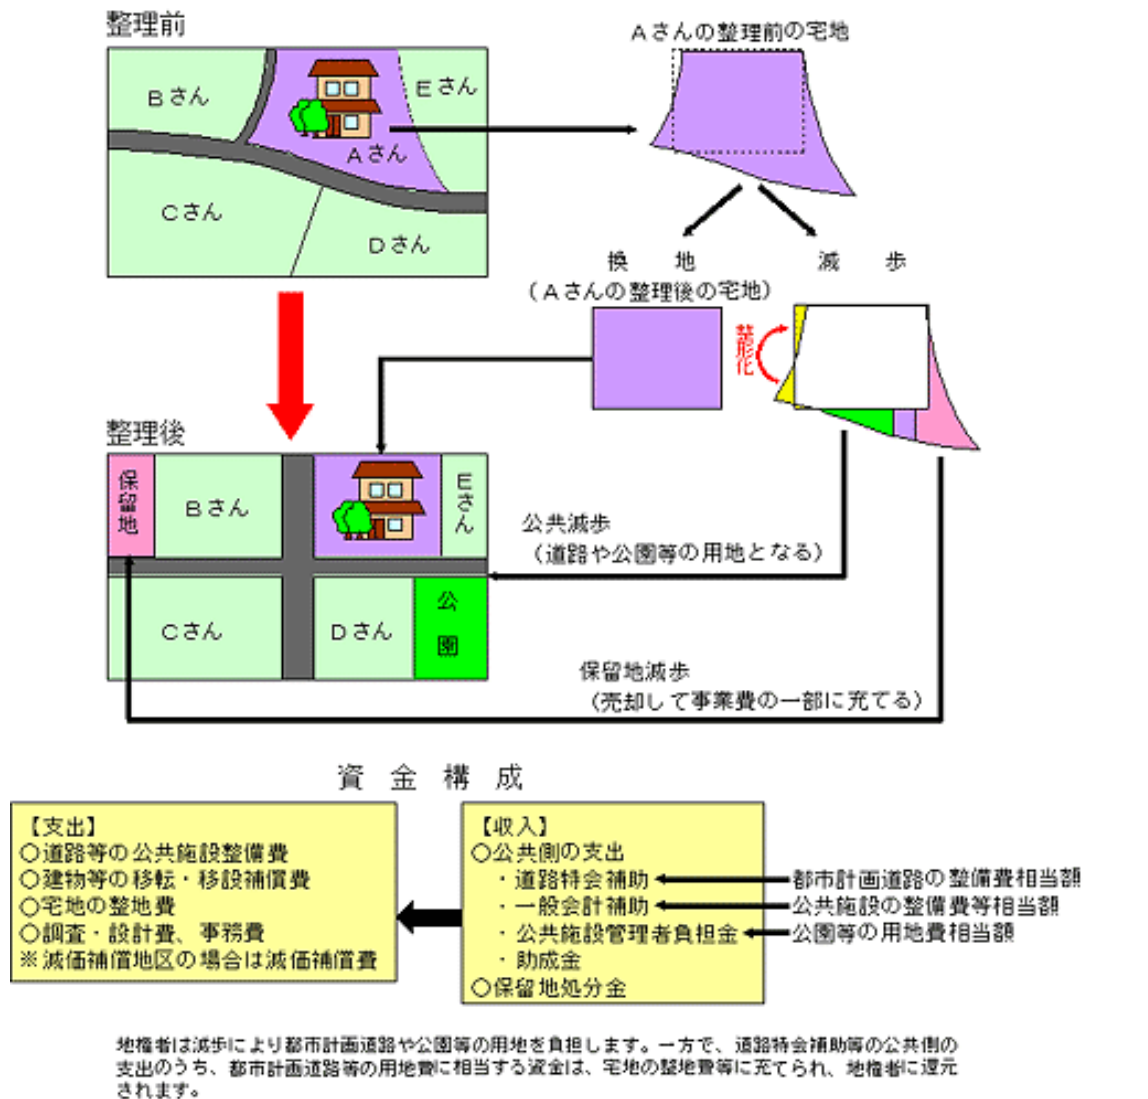 整理前
Aさんの整理前の宅地
Bさん
Eさん
Aさん
Cさん
Dさん
換 地
(Aさんの整理後の宅地)
減 歩
整形化
整理後
保留地
Bさん
Eさん
Cさん
Dさん
公園
公共減歩
(道路や公園等の用地となる)
保留地減歩
(売却して事業費の一部に充てる)
資 金 構 成
【支出】
○道路等の公共施設整備費
○建物等の移転・移設補償費
○宅地の整地費
○調査・設計費、事務費
※減価補償地区の場合は減価補償費
【収入】
○公共側の支出
・道路特会補助
・一般会計補助
・公共施設管理者負担金
・助成金
○保留地処分金
都市計画道路の整備費相当額
公共施設の整備費等相当額
公園等の用地費相当額
地権者は減歩により都市計画道路や公園等の用地を負担します。一方で、道路特会補助等の公共側の
支出のうち、都市計画道路等の用地費に相当する資金は、宅地の整地費等に充てられ、地権者に還元
されます。